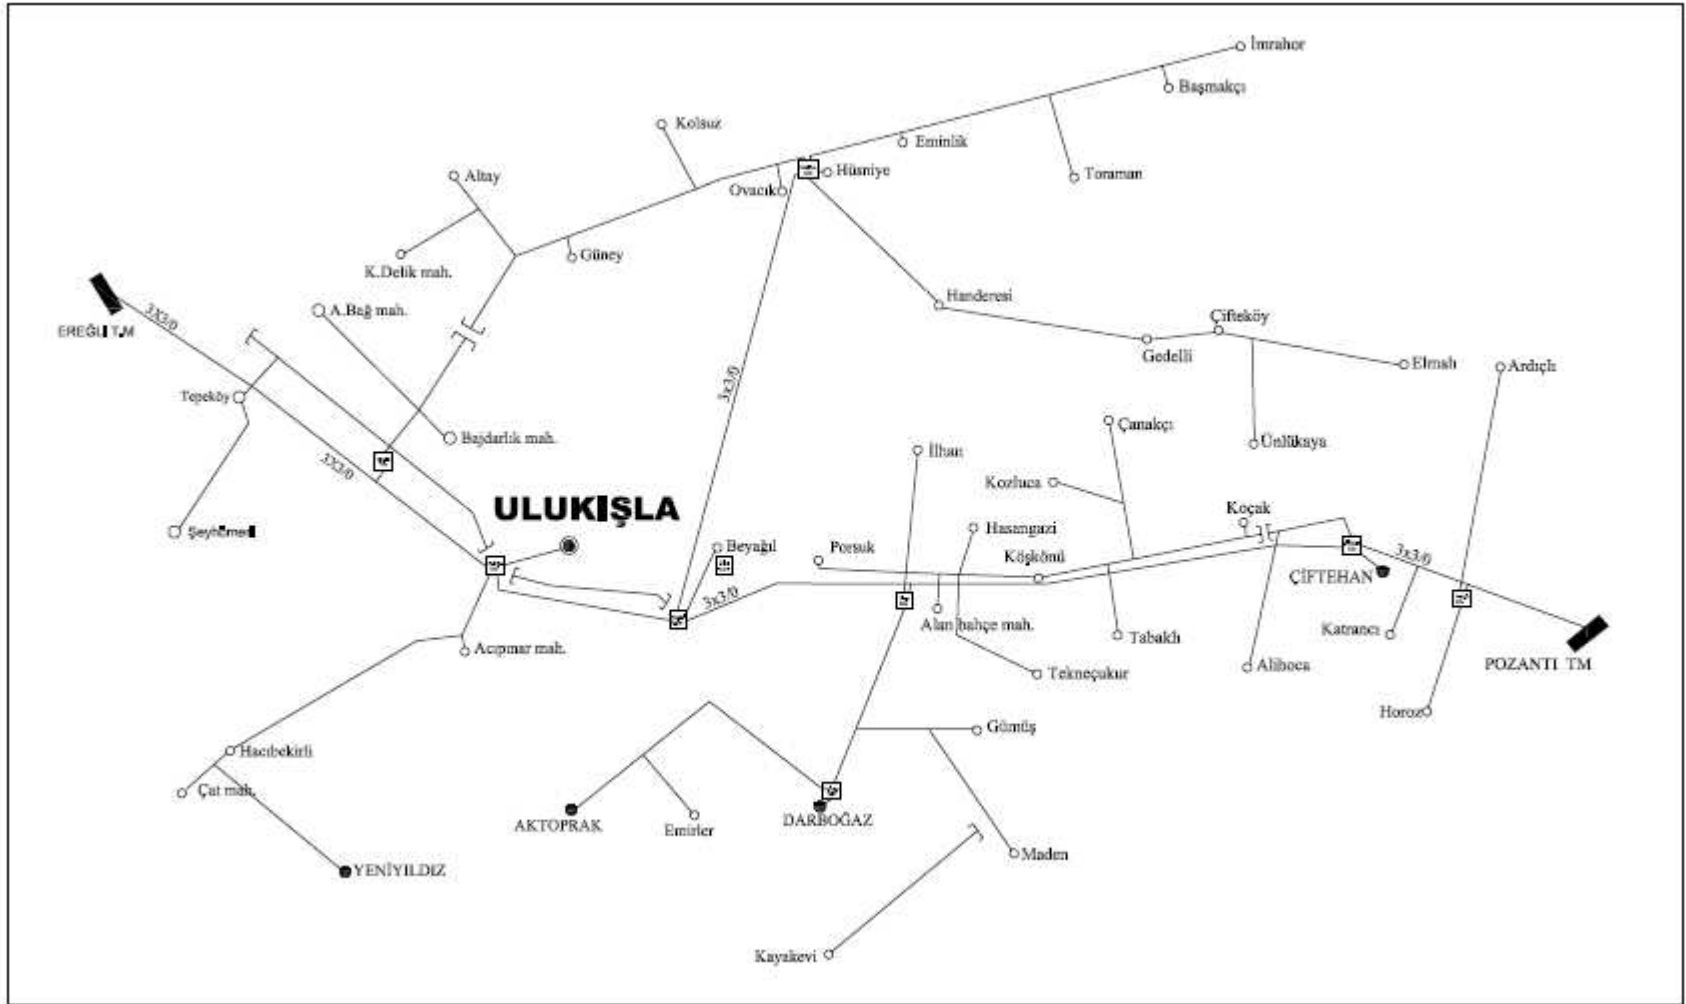 İmrahor
Başmakçı
Kolsuz
Eminlik
Hüsniye
Toraman
Altay
Ovacık
Güney
K.Delik mah.
Handeresi
A.Bağ mah.
3X3/0
EREĞLİ T.M
Çifteköy
Gedelli
Elmalı
Ardıçlı
3x3/0
Tepeköy
Çanakçı
Bajdarlık mah.
Ünlükaya
İlhan
3X3/0
Kozluca
ULUKIŞLA
Koçak
Hasangazi
Beyağıl
Porsuk
Köşkönü
3x3/0
ÇİFTEHAN
3x3/0
Alan bahçe mah.
Katrancı
Tabaklı
Acıpınar mah.
Alihoca
POZANTI TM
Tekneçukur
Horoz
Gümüş
Hacıbekirli
Çat mah.
DARBOĞAZ
AKTOPRAK
Emirler
Maden
YENİYILDIZ
Kayakevi